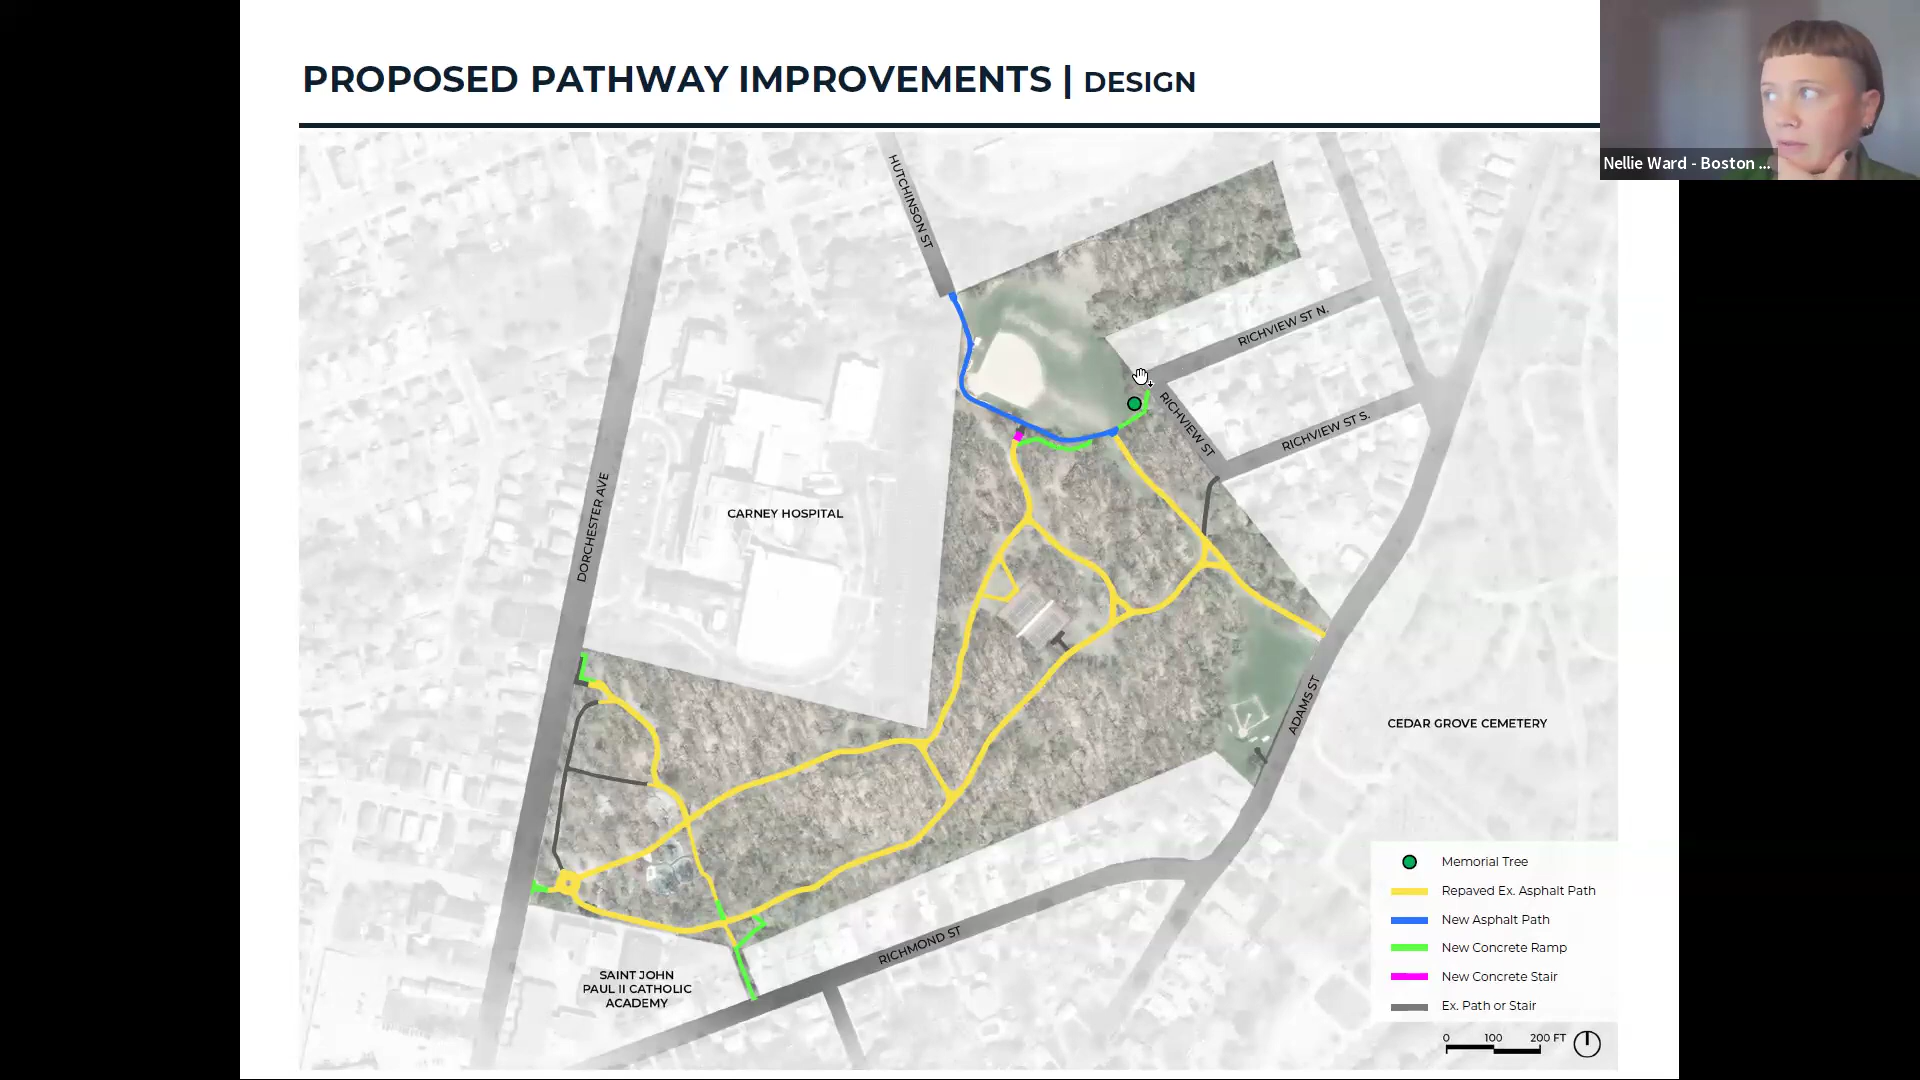 PROPOSED PATHWAY IMPROVEMENTS | DESIGN
Nellie Ward - Boston ...
HUTCHINSON ST
RICHVIEW ST N.
RICHVIEW ST
RICHVIEW ST S.
DORCHESTER AVE
CARNEY HOSPITAL
ADAMS ST
CEDAR GROVE CEMETERY
RICHMOND ST
SAINT JOHN
PAUL II CATHOLIC
ACADEMY
Memorial Tree
Repaved Ex. Asphalt Path
New Asphalt Path
New Concrete Ramp
New Concrete Stair
Ex. Path or Stair
0 100 200 FT